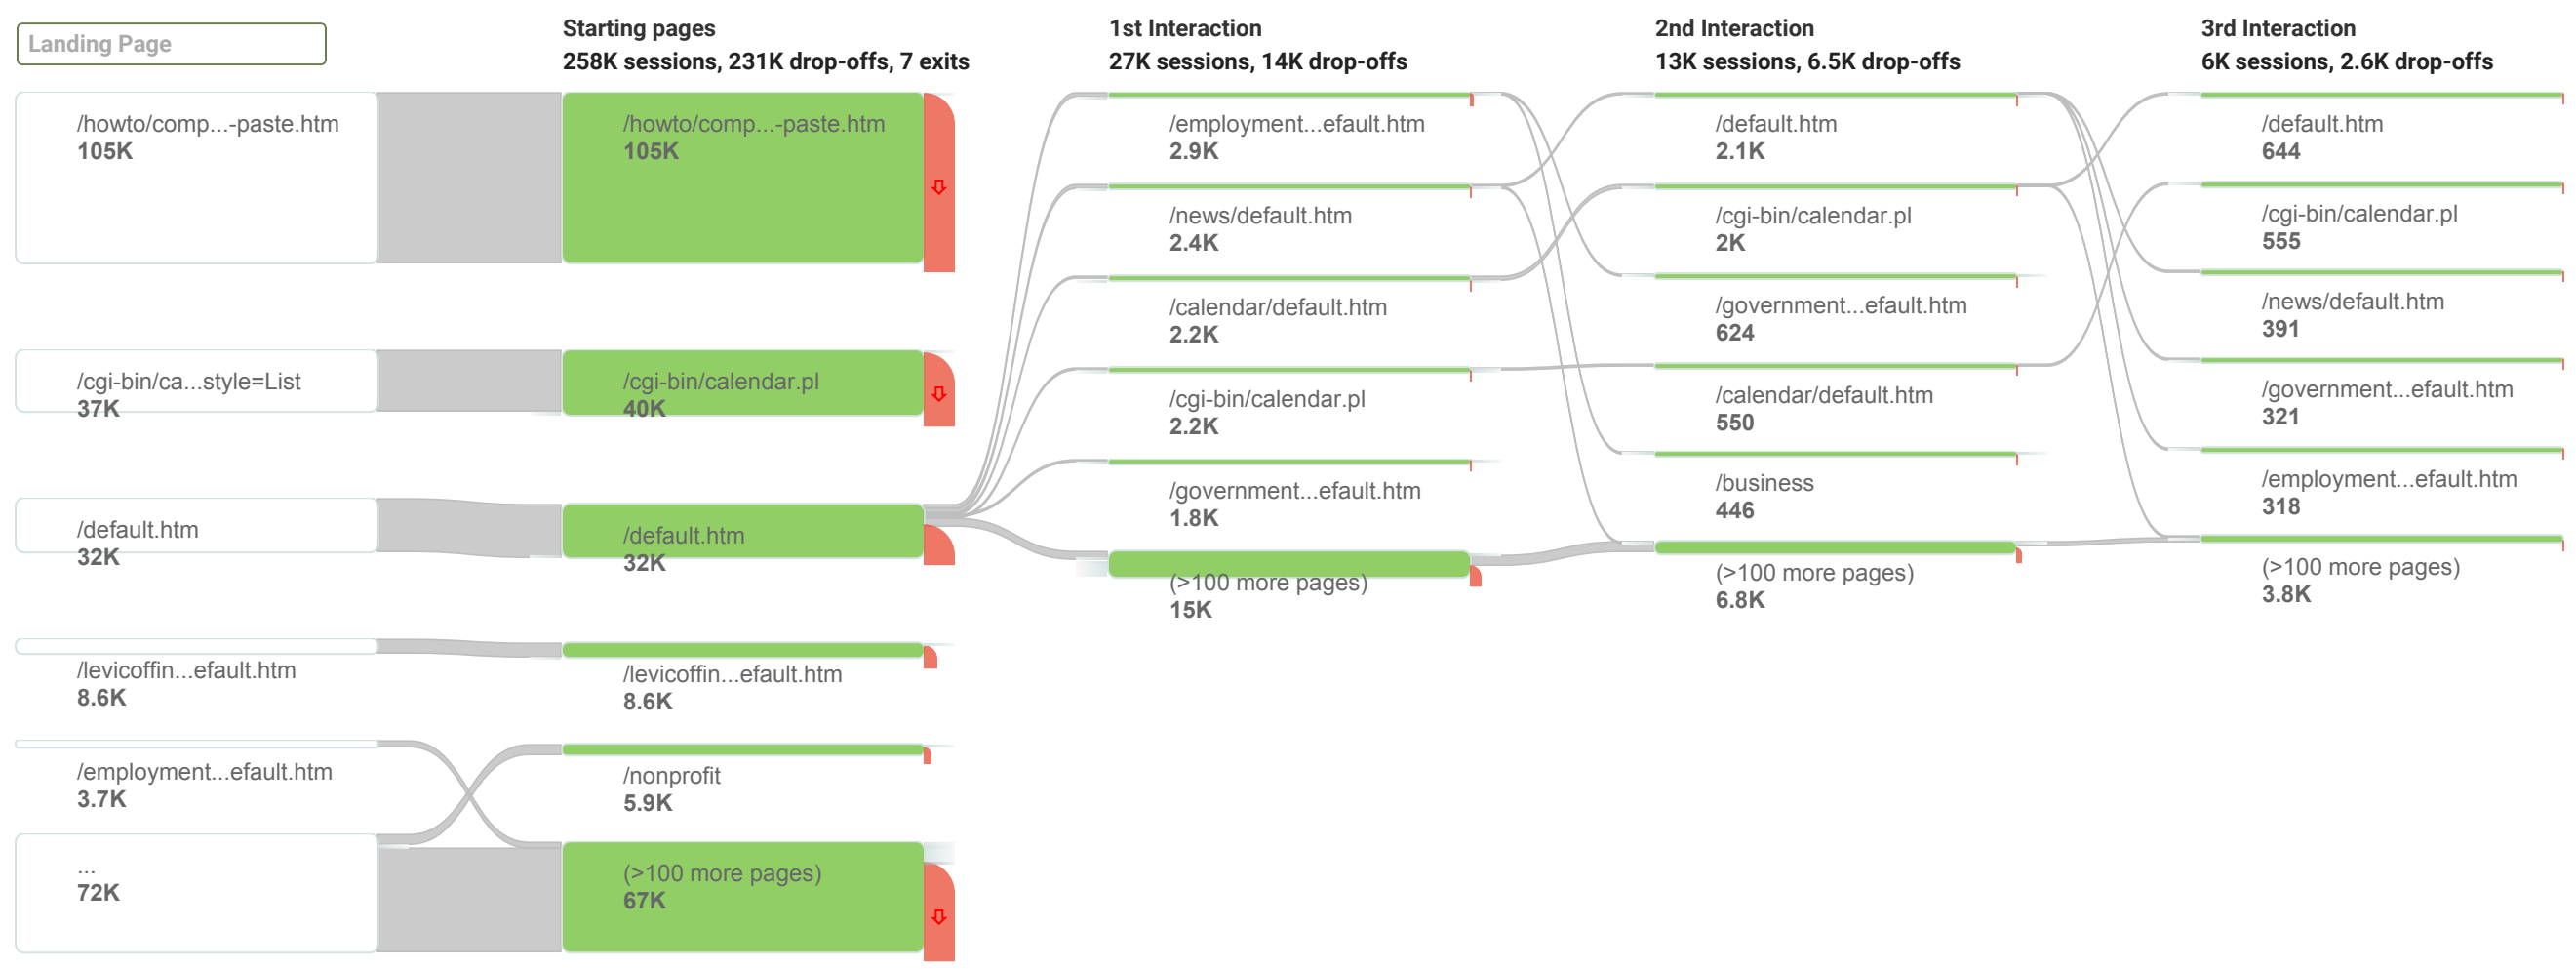 Landing Page
Starting pages
258K sessions, 231K drop-offs, 7 exits
1st Interaction
27K sessions, 14K drop-offs
2nd Interaction
13K sessions, 6.5K drop-offs
3rd Interaction
6K sessions, 2.6K drop-offs
/howto/comp...-paste.htm
105K
/cgi-bin/ca...style=List
37K
/default.htm
32K
/levicoffin...efault.htm
8.6K
/employment...efault.htm
3.7K
...
72K
/howto/comp...-paste.htm
105K
/cgi-bin/calendar.pl
40K
/default.htm
32K
/levicoffin...efault.htm
8.6K
/nonprofit
5.9K
(>100 more pages)
67K
/employment...efault.htm
2.9K
/news/default.htm
2.4K
/calendar/default.htm
2.2K
/cgi-bin/calendar.pl
2.2K
/government...efault.htm
1.8K
(>100 more pages)
15K
/default.htm
2.1K
/cgi-bin/calendar.pl
2K
/government...efault.htm
624
/calendar/default.htm
550
/business
446
(>100 more pages)
6.8K
/default.htm
644
/cgi-bin/calendar.pl
555
/news/default.htm
391
/government...efault.htm
321
/employment...efault.htm
318
(>100 more pages)
3.8K